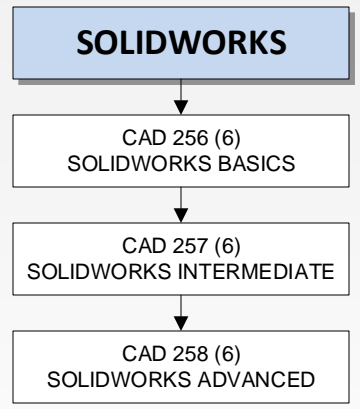 SOLIDWORKS
CAD 256 (6)
SOLIDWORKS BASICS
CAD 257 (6)
SOLIDWORKS INTERMEDIATE
CAD 258 (6)
SOLIDWORKS ADVANCED